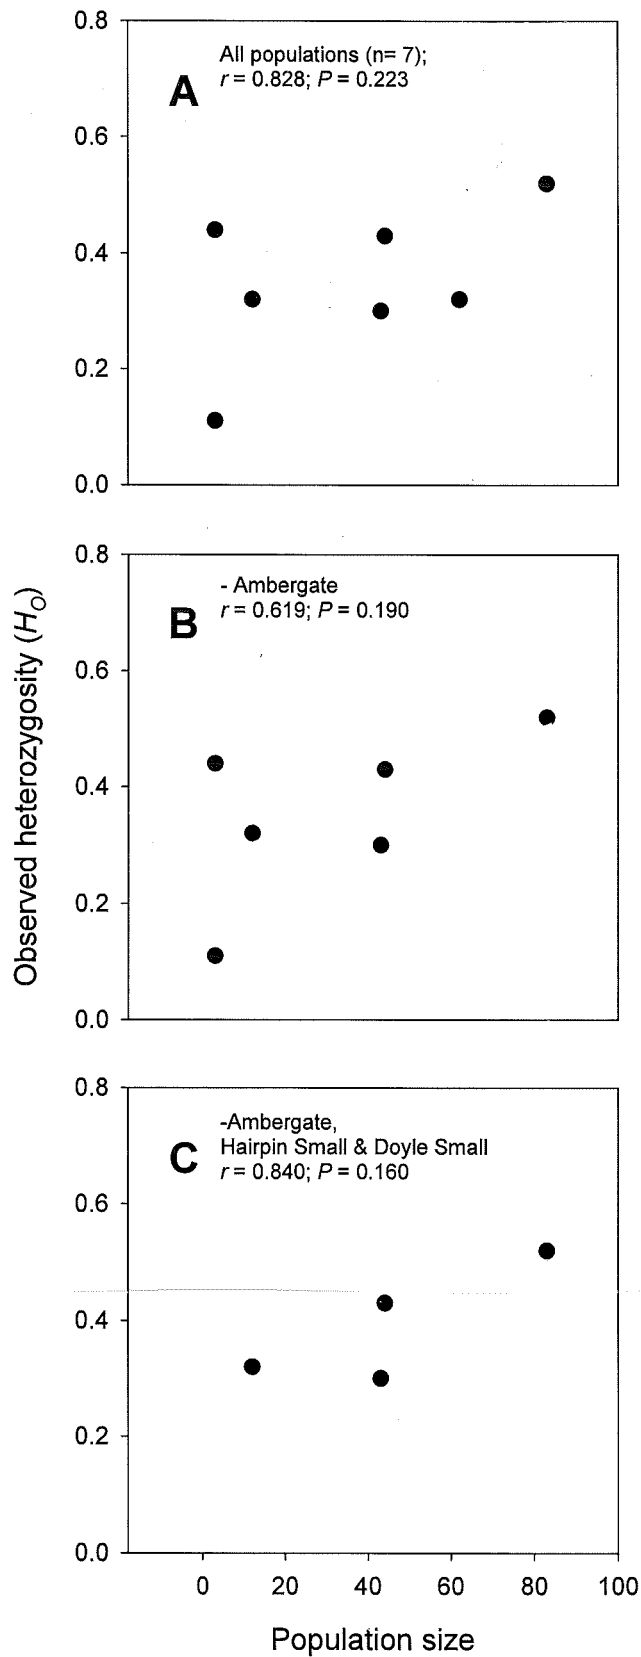 0.8
All populations (n= 7);
A
r = 0.828; P = 0.223
0.6
0.4
0.2
0.0
0.8
- Ambergate
B
r = 0.619; P = 0.190
0.6
0.4
0.2
0.0
Observed heterozygosity (HO)
0.8
-Ambergate,
Hairpin Small & Doyle Small
C
r = 0.840; P = 0.160
0.6
0.4
0.2
0.0
0 20 40 60 80 100
Population size